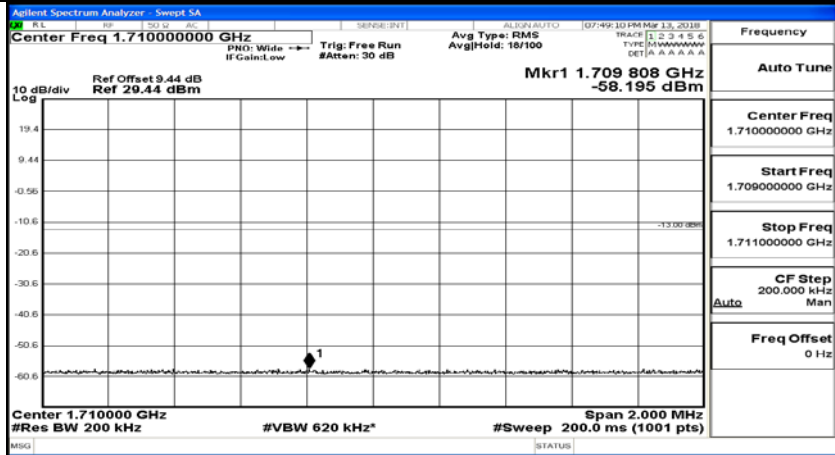 Agilent Spectrum Analyzer - Swept SA
RL RF 50 Ω AC SENSE:INT ALIGN AUTO 07:49:10 PM Mar 13, 2018
Center Freq 1.710000000 GHz
PNO: Wide
IFGain:Low
Trig: Free Run
#Atten: 30 dB
Avg Type: RMS
Avg|Hold: 18/100
TRACE 1 2 3 4 5 6
TYPE M WWWWW
DET A A A A A A
Mkr1 1.709 808 GHz
-58.195 dBm
Ref Offset 9.44 dB
10 dB/div Ref 29.44 dBm
Log
19.4
9.44
-0.56
-10.6
-13.00 dBm
-20.6
-30.6
-40.6
-50.6
1
-60.6
Center 1.710000 GHz Span 2.000 MHz
#Res BW 200 kHz #VBW 620 kHz* #Sweep 200.0 ms (1001 pts)
MSG STATUS
Frequency
Auto Tune
Center Freq
1.710000000 GHz
Start Freq
1.709000000 GHz
Stop Freq
1.711000000 GHz
CF Step
200.000 kHz
Auto Man
Freq Offset
0 Hz